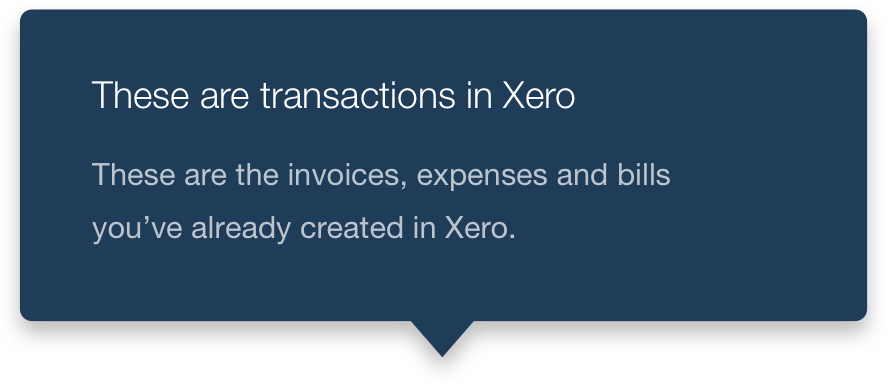 These are transactions in Xero
These are the invoices, expenses and bills
you’ve already created in Xero.